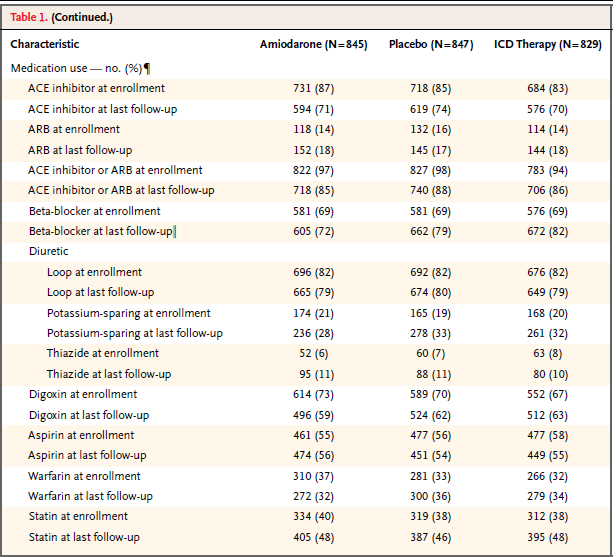 Table 1. (Continued.)
Characteristic Amiodarone (N=845) Placebo (N=847) ICD Therapy (N=829)
Medication use — no. (%)¶
ACE inhibitor at enrollment 731 (87) 718 (85) 684 (83)
ACE inhibitor at last follow-up 594 (71) 619 (74) 576 (70)
ARB at enrollment 118 (14) 132 (16) 114 (14)
ARB at last follow-up 152 (18) 145 (17) 144 (18)
ACE inhibitor or ARB at enrollment 822 (97) 827 (98) 783 (94)
ACE inhibitor or ARB at last follow-up 718 (85) 740 (88) 706 (86)
Beta-blocker at enrollment 581 (69) 581 (69) 576 (69)
Beta-blocker at last follow-up‖ 605 (72) 662 (79) 672 (82)
Diuretic
Loop at enrollment 696 (82) 692 (82) 676 (82)
Loop at last follow-up 665 (79) 674 (80) 649 (79)
Potassium-sparing at enrollment 174 (21) 165 (19) 168 (20)
Potassium-sparing at last follow-up 236 (28) 278 (33) 261 (32)
Thiazide at enrollment 52 (6) 60 (7) 63 (8)
Thiazide at last follow-up 95 (11) 88 (11) 80 (10)
Digoxin at enrollment 614 (73) 589 (70) 552 (67)
Digoxin at last follow-up 496 (59) 524 (62) 512 (63)
Aspirin at enrollment 461 (55) 477 (56) 477 (58)
Aspirin at last follow-up 474 (56) 451 (54) 449 (55)
Warfarin at enrollment 310 (37) 281 (33) 266 (32)
Warfarin at last follow-up 272 (32) 300 (36) 279 (34)
Statin at enrollment 334 (40) 319 (38) 312 (38)
Statin at last follow-up 405 (48) 387 (46) 395 (48)